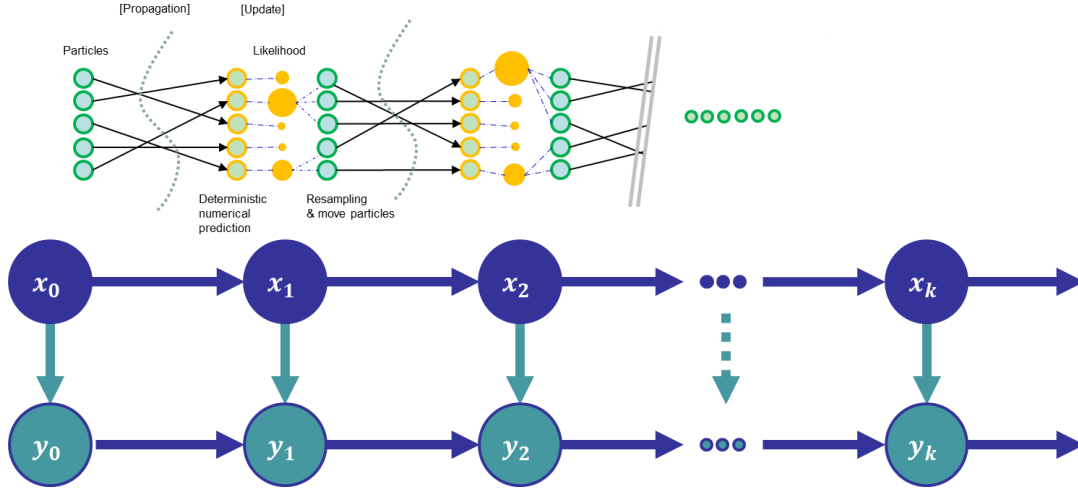 [Propagation] [Update]
Particles Likelihood
Deterministic
numerical
prediction
Resampling
& move particles
x₀ x₁ x₂ xₖ
y₀ y₁ y₂ yₖ